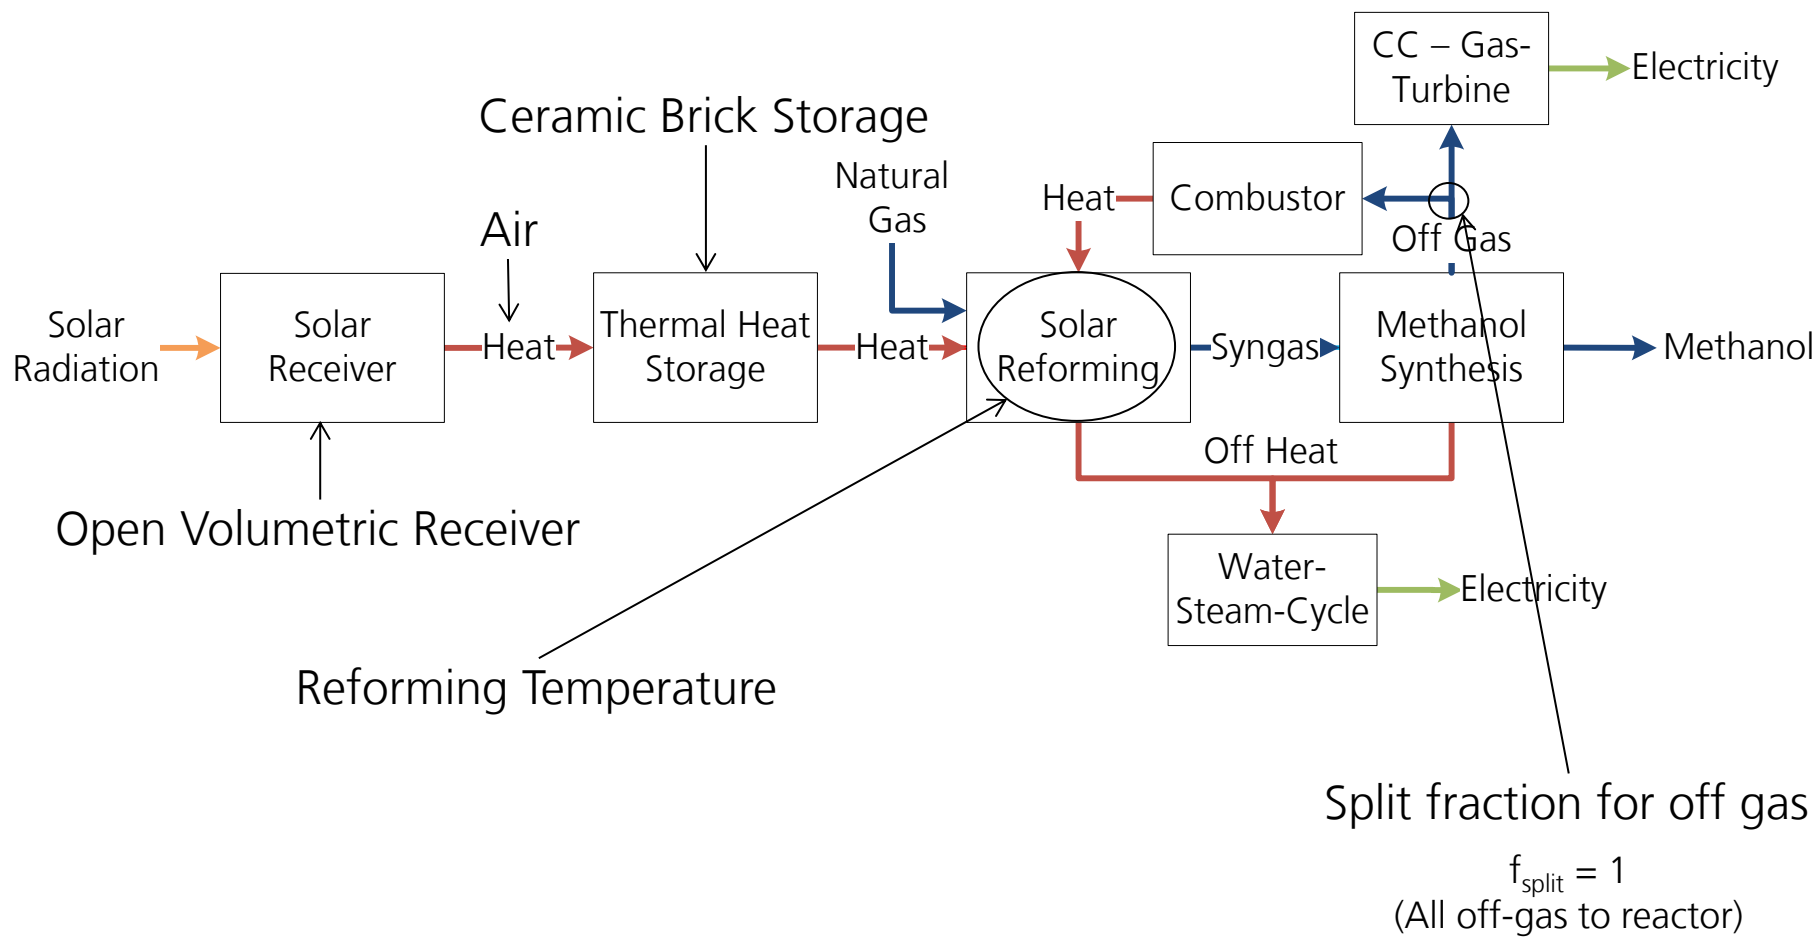 CC – Gas-
Turbine
Electricity
Ceramic Brick Storage
Natural
Gas
Heat
Combustor
Off Gas
Air
Solar
Radiation
Solar
Receiver
Heat
Thermal Heat
Storage
Heat
Solar
Reforming
Syngas
Methanol
Synthesis
Methanol
Off Heat
Open Volumetric Receiver
Water-
Steam-Cycle
Electricity
Reforming Temperature
Split fraction for off gas
fsplit = 1
(All off-gas to reactor)